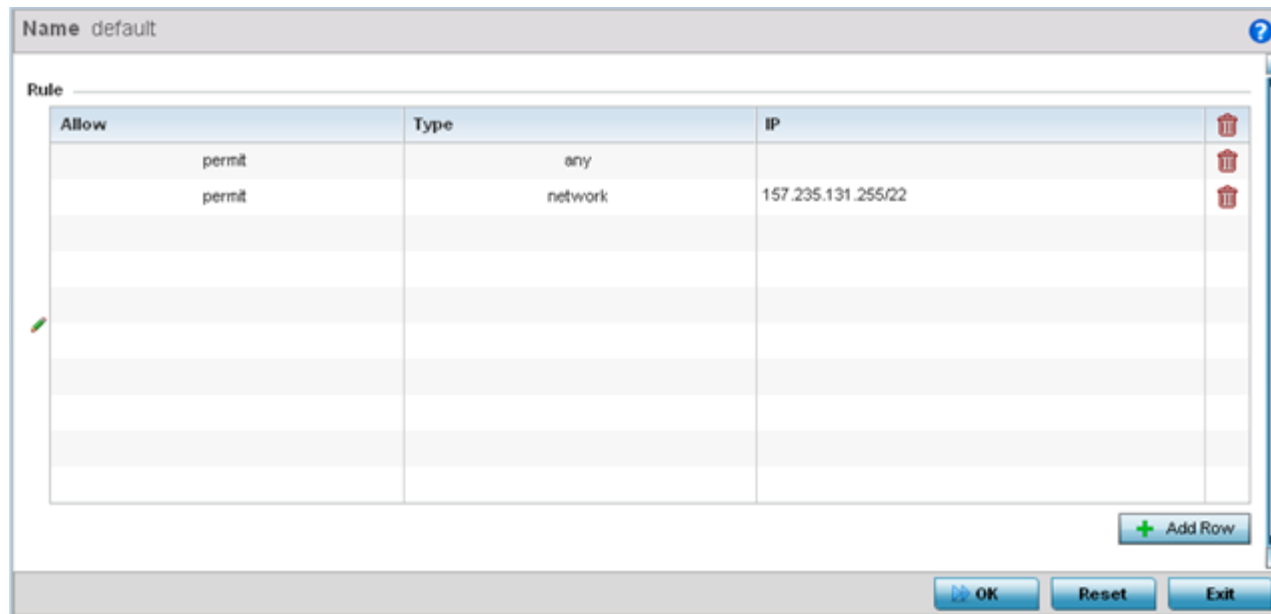 Name default
?
Rule
Allow Type IP
permit any
permit network 157.235.131.255/22
Add Row
OK Reset Exit